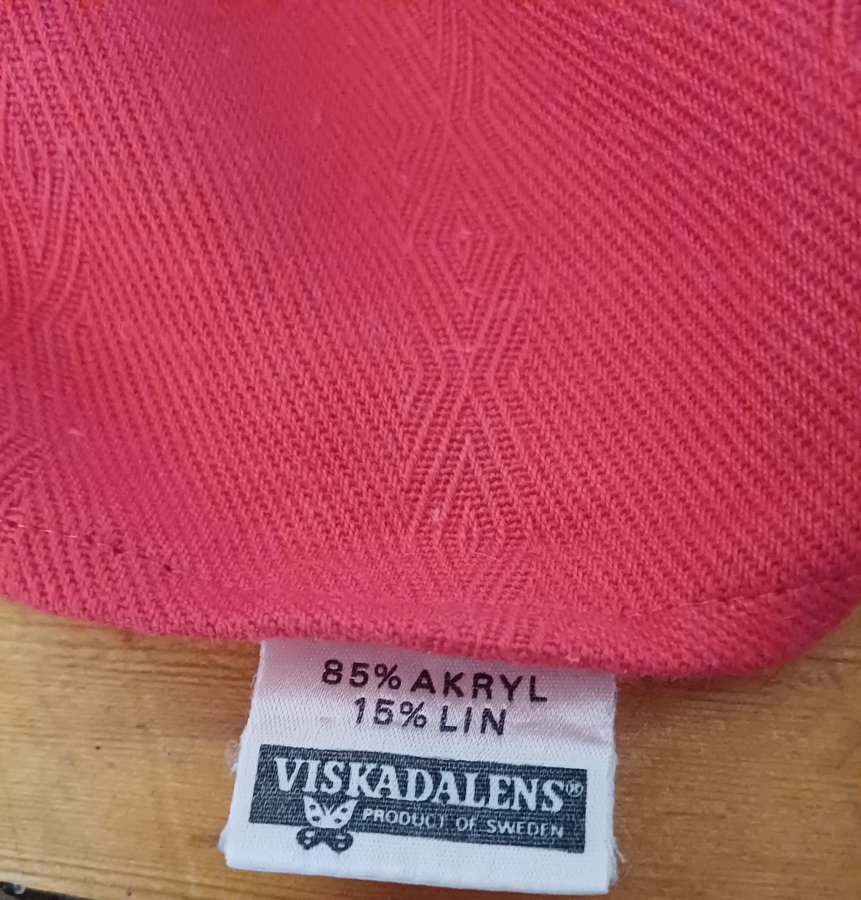 85% AKRYL
15% LIN
VISKADALENS®
PRODUCT OF SWEDEN